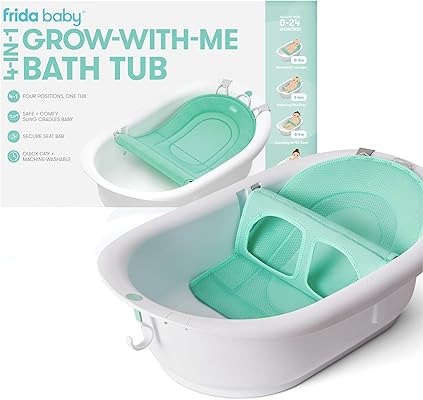 frida baby®
4-IN-1
GROW-WITH-ME
BATH TUB
FOUR POSITIONS, ONE TUB
SAFE + COMFY
SLING CRADLES BABY
SECURE SEAT BAR
QUICK-DRY +
MACHINE-WASHABLE
0-24
MONTHS!